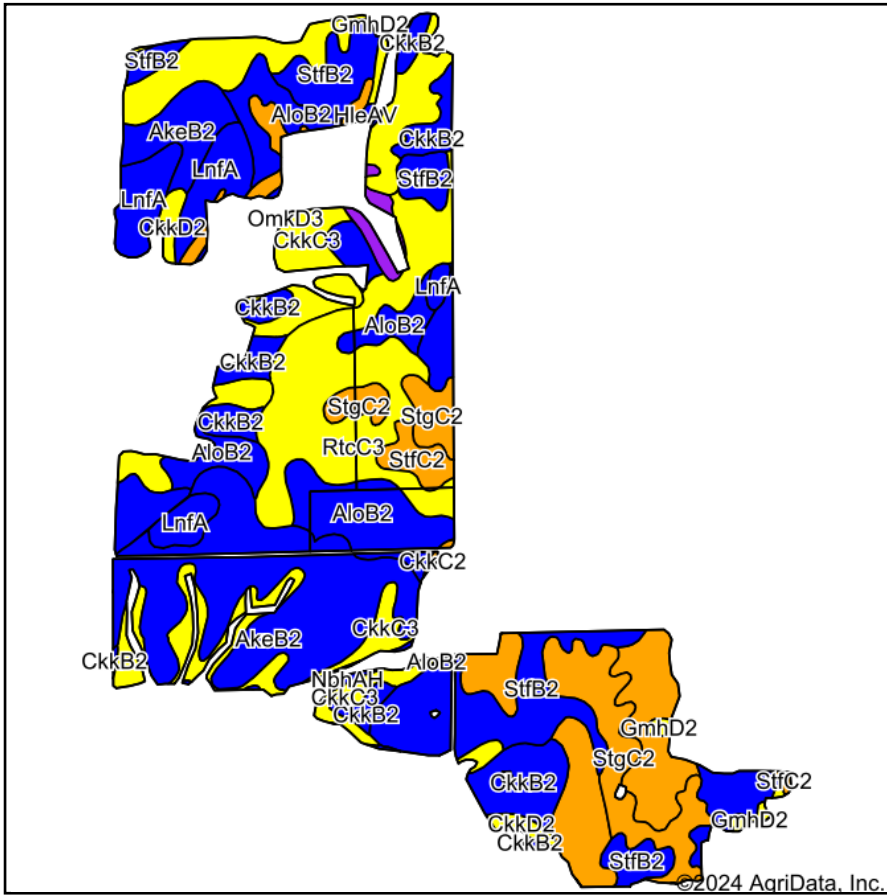 GmhD2
CkkB2
StfB2
StfB2
AloB2
HleAV
AkeB2
CkkB2
LnfA
StfB2
LnfA
CkkD2
OmkD3
CkkC3
LnfA
CkkB2
AloB2
CkkB2
StgC2
StgC2
CkkB2
RtcC3
AloB2
StfC2
LnfA
AloB2
CkkC2
CkkC3
AkeB2
CkkB2
AloB2
NbhAH
CkkC3
CkkB2
StfB2
GmhD2
StgC2
CkkB2
StfC2
CkkD2
GmhD2
CkkB2
StfB2
©2024 AgriData, Inc.